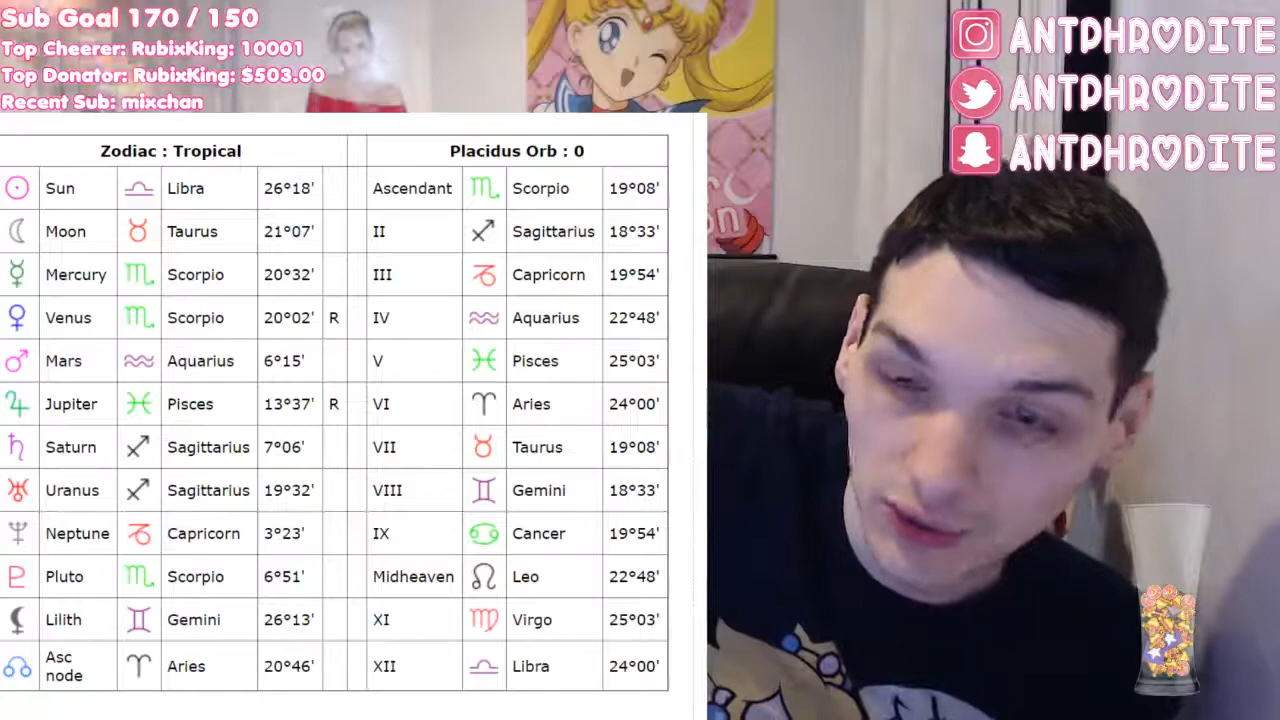 Sub Goal 170 / 150
Top Cheerer: RubixKing: 10001
Top Donator: RubixKing: $503.00
Recent Sub: mixchan
ANTPHRODITE
ANTPHRODITE
ANTPHRODITE
Zodiac : Tropical Placidus Orb : 0
Sun Libra 26°18' Ascendant Scorpio 19°08'
Moon Taurus 21°07' II Sagittarius 18°33'
Mercury Scorpio 20°32' III Capricorn 19°54'
Venus Scorpio 20°02' R IV Aquarius 22°48'
Mars Aquarius 6°15' V Pisces 25°03'
Jupiter Pisces 13°37' R VI Aries 24°00'
Saturn Sagittarius 7°06' VII Taurus 19°08'
Uranus Sagittarius 19°32' VIII Gemini 18°33'
Neptune Capricorn 3°23' IX Cancer 19°54'
Pluto Scorpio 6°51' Midheaven Leo 22°48'
Lilith Gemini 26°13' XI Virgo 25°03'
Asc node Aries 20°46' XII Libra 24°00'